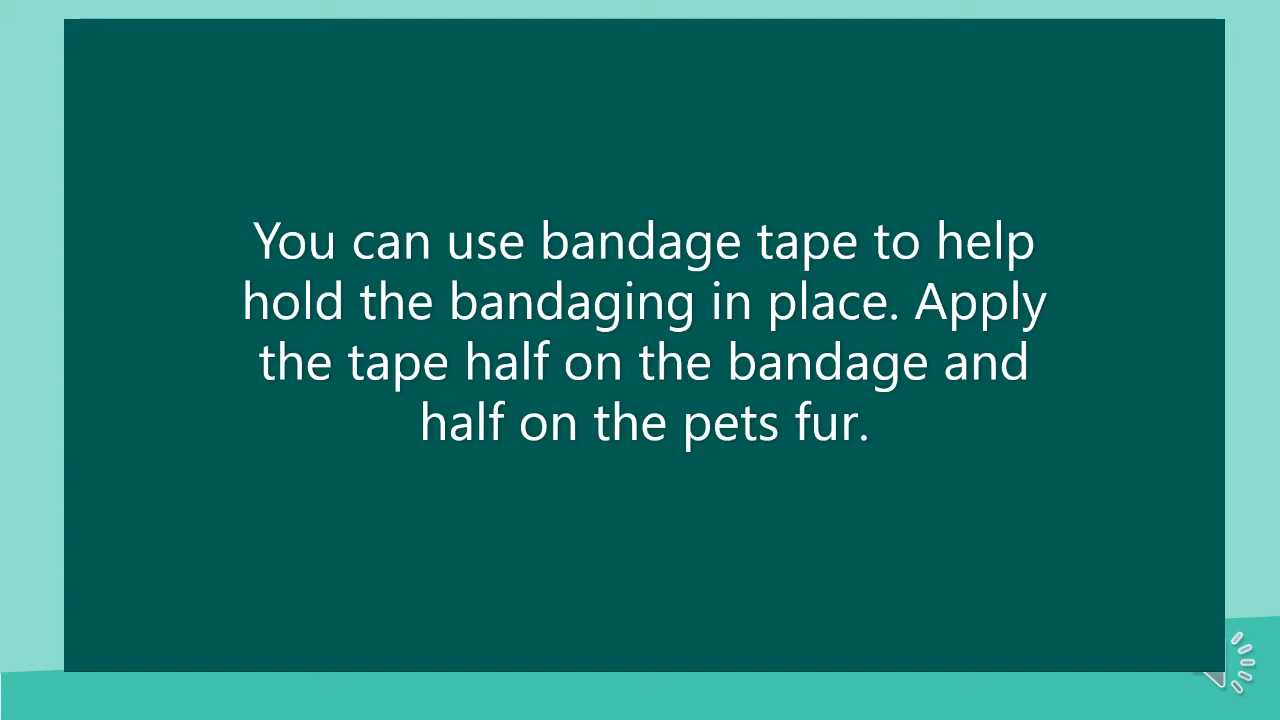 You can use bandage tape to help
hold the bandaging in place. Apply
the tape half on the bandage and
half on the pets fur.